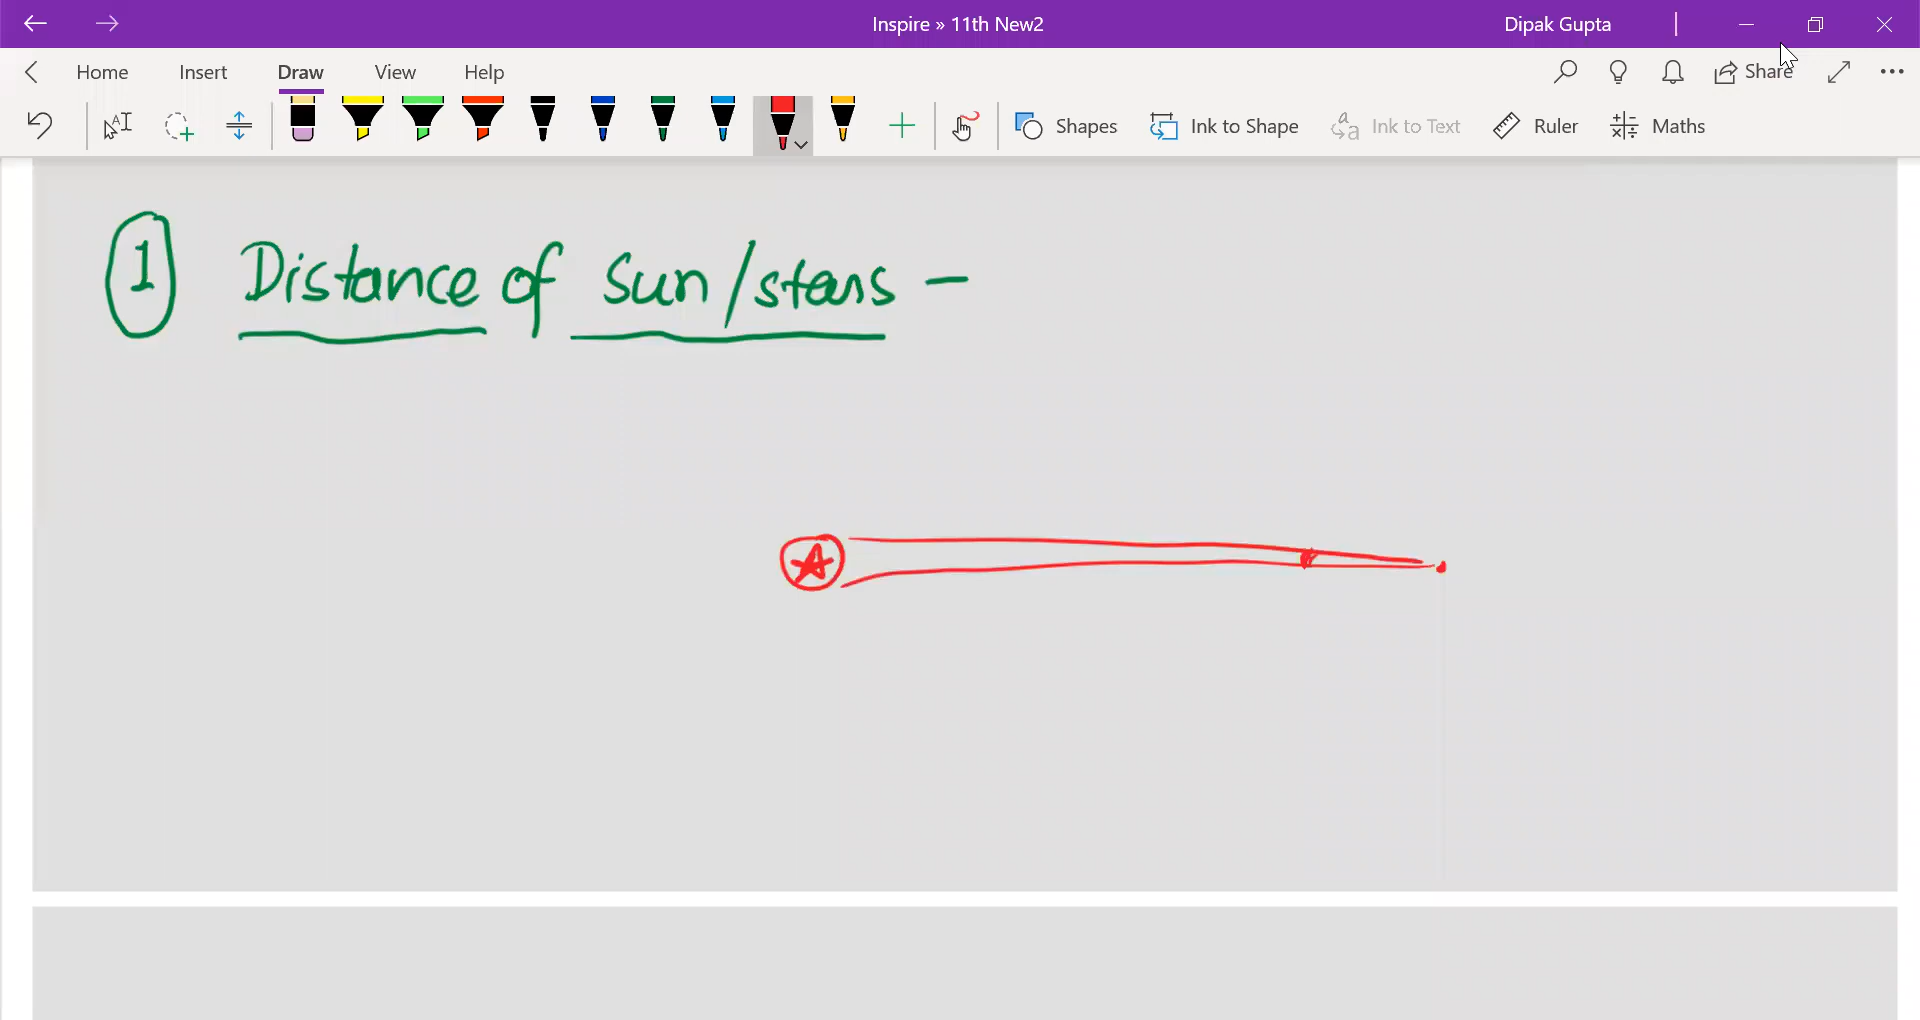 Inspire » 11th New2
Dipak Gupta
Home Insert Draw View Help
Share
Shapes Ink to Shape Ink to Text Ruler Maths
1 Distance of sun/stars -